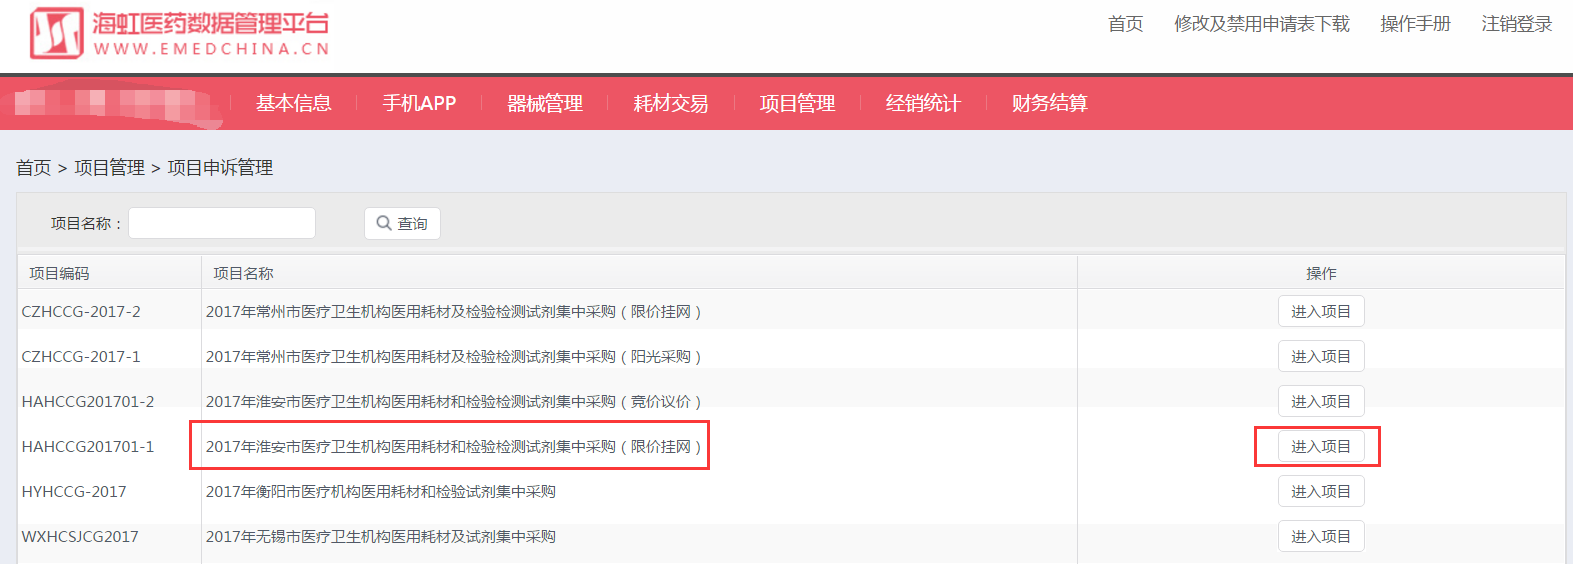 海虹医药数据管理平台
WWW.EMEDCHINA.CN
首页 修改及禁用申请表下载 操作手册 注销登录
基本信息 手机APP 器械管理 耗材交易 项目管理 经销统计 财务结算
首页 > 项目管理 > 项目申诉管理
项目名称： 查询
项目编码 项目名称 操作
CZHCCG-2017-2 2017年常州市医疗卫生机构医用耗材及检验检测试剂集中采购（限价挂网） 进入项目
CZHCCG-2017-1 2017年常州市医疗卫生机构医用耗材及检验检测试剂集中采购（阳光采购） 进入项目
HAHCCG201701-2 2017年淮安市医疗卫生机构医用耗材和检验检测试剂集中采购（竞价议价） 进入项目
HAHCCG201701-1 2017年淮安市医疗卫生机构医用耗材和检验检测试剂集中采购（限价挂网） 进入项目
HYHCCG-2017 2017年衡阳市医疗机构医用耗材和检验试剂集中采购 进入项目
WXHCSJCG2017 2017年无锡市医疗卫生机构医用耗材及试剂集中采购 进入项目